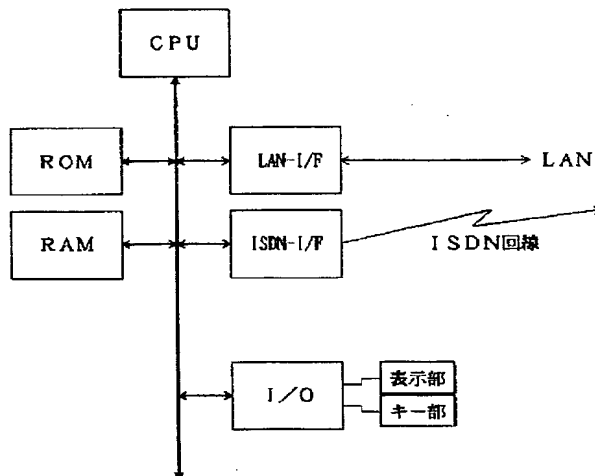 CPU
ROM
LAN-I/F
LAN
RAM
ISDN-I/F
ISDN回線
I/O
表示部
キー部